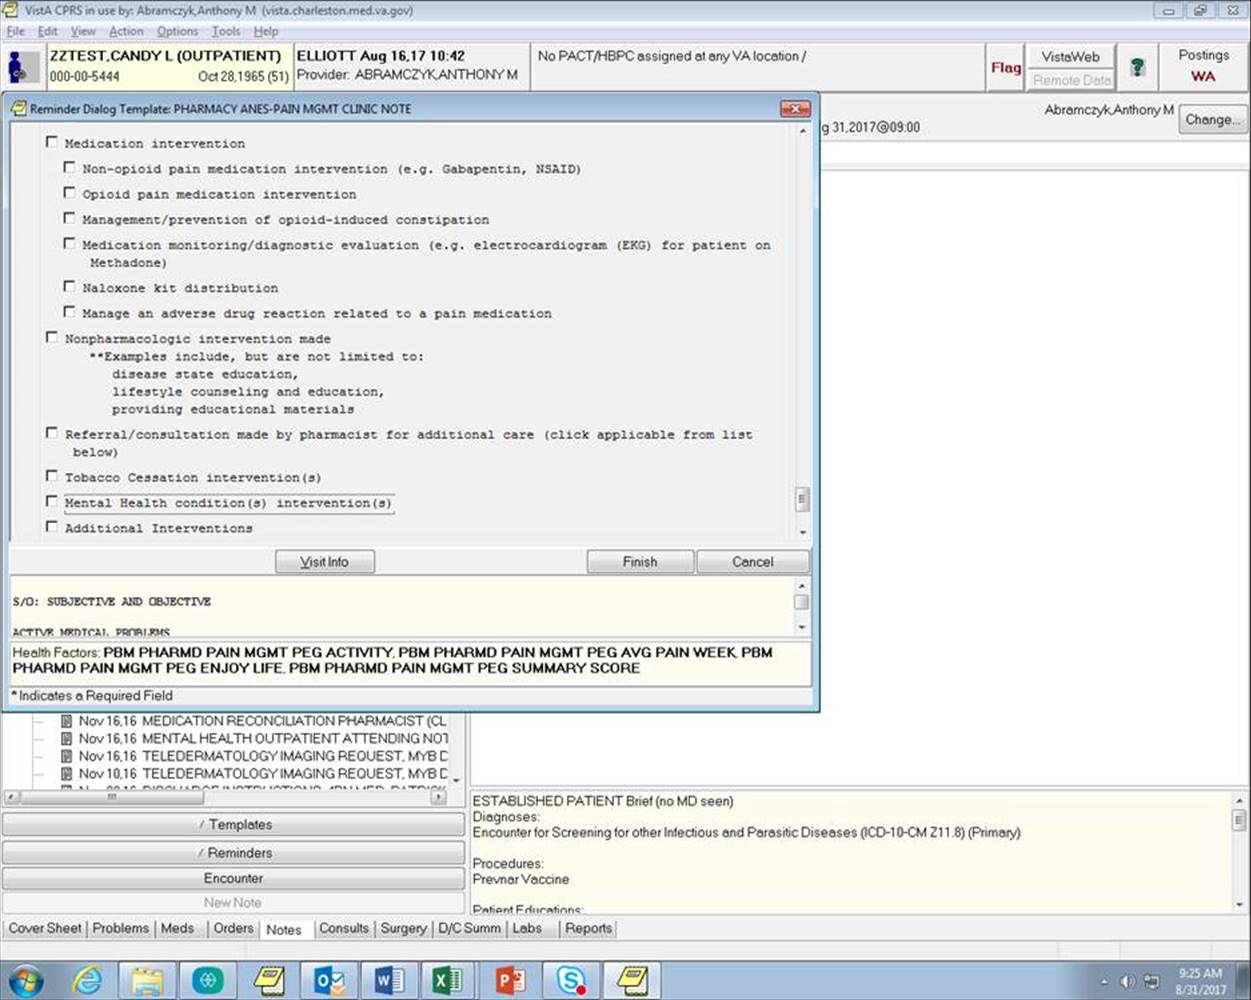 VistA CPRS in use by: Abramczyk,Anthony M (vista.charleston.med.va.gov)
File Edit View Action Options Tools Help
ZZTEST,CANDY L (OUTPATIENT)
000-00-5444 Oct 28,1965 (51)
ELLIOTT Aug 16,17 10:42
Provider: ABRAMCZYK,ANTHONY M
No PACT/HBPC assigned at any VA location /
Flag
VistaWeb
Remote Data
?
Postings
WA
Reminder Dialog Template: PHARMACY ANES-PAIN MGMT CLINIC NOTE
g 31,2017@09:00
Abramczyk,Anthony M
Change...
Medication intervention
Non-opioid pain medication intervention (e.g. Gabapentin, NSAID)
Opioid pain medication intervention
Management/prevention of opioid-induced constipation
Medication monitoring/diagnostic evaluation (e.g. electrocardiogram (EKG) for patient on
Methadone)
Naloxone kit distribution
Manage an adverse drug reaction related to a pain medication
Nonpharmacologic intervention made
**Examples include, but are not limited to:
disease state education,
lifestyle counseling and education,
providing educational materials
Referral/consultation made by pharmacist for additional care (click applicable from list
below)
Tobacco Cessation intervention(s)
Mental Health condition(s) intervention(s)
Additional Interventions
Visit Info Finish Cancel
S/O: SUBJECTIVE AND OBJECTIVE
ACTIVE MEDICAL PROBLEMS
Health Factors: PBM PHARMD PAIN MGMT PEG ACTIVITY, PBM PHARMD PAIN MGMT PEG AVG PAIN WEEK, PBM
PHARMD PAIN MGMT PEG ENJOY LIFE, PBM PHARMD PAIN MGMT PEG SUMMARY SCORE
* Indicates a Required Field
Nov 16,16 MEDICATION RECONCILIATION PHARMACIST (CL
Nov 16,16 MENTAL HEALTH OUTPATIENT ATTENDING NOT
Nov 16,16 TELEDERMATOLOGY IMAGING REQUEST, MYB D
Nov 10,16 TELEDERMATOLOGY IMAGING REQUEST, MYB D
/ Templates
/ Reminders
Encounter
New Note
ESTABLISHED PATIENT Brief (no MD seen)
Diagnoses:
Encounter for Screening for other Infectious and Parasitic Diseases (ICD-10-CM Z11.8) (Primary)
Procedures:
Prevnar Vaccine
Patient Educations:
Cover Sheet Problems Meds Orders Notes Consults Surgery D/C Summ Labs Reports
9:25 AM
8/31/2017